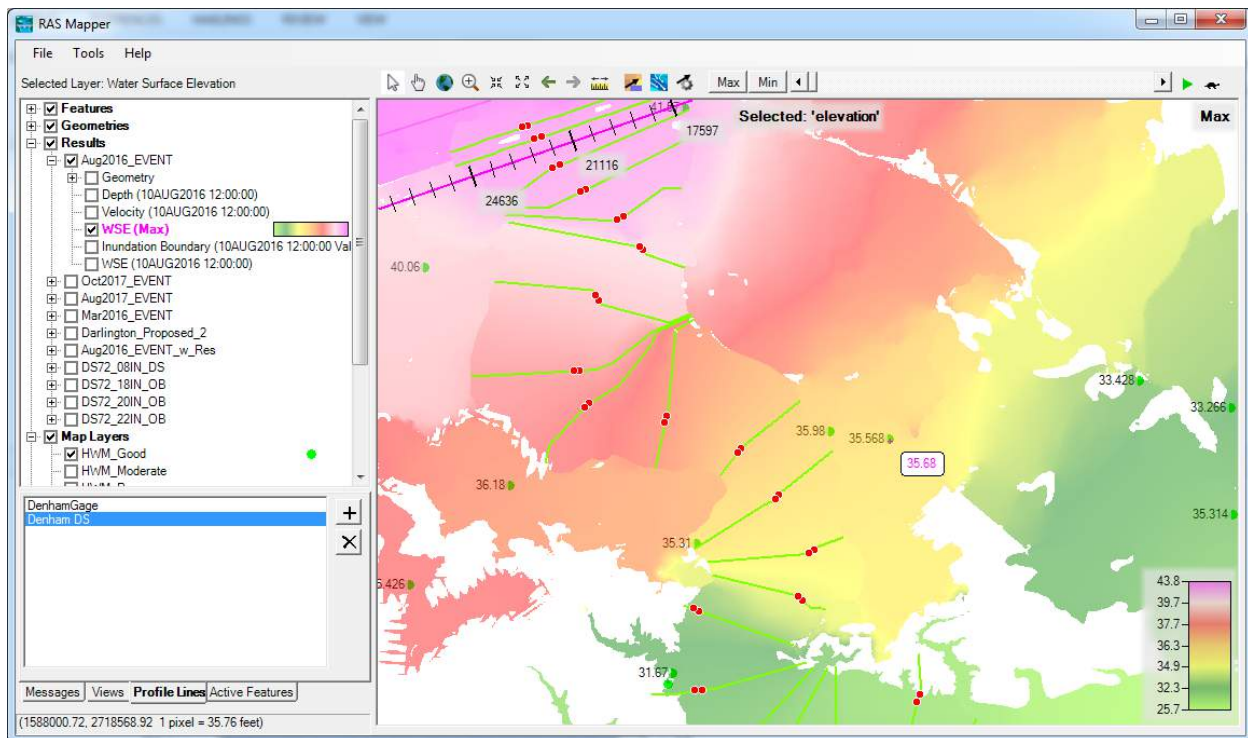 RAS Mapper
File Tools Help
Selected Layer: Water Surface Elevation
Max Min
Features
Geometries
Results
Aug2016_EVENT
Geometry
Depth (10AUG2016 12:00:00)
Velocity (10AUG2016 12:00:00)
WSE (Max)
Inundation Boundary (10AUG2016 12:00:00 Val
WSE (10AUG2016 12:00:00)
Oct2017_EVENT
Aug2017_EVENT
Mar2016_EVENT
Darlington_Proposed_2
Aug2016_EVENT_w_Res
DS72_08IN_DS
DS72_18IN_OB
DS72_20IN_OB
DS72_22IN_OB
Map Layers
HWM_Good
HWM_Moderate
DenhamGage
Denham DS
Messages Views Profile Lines Active Features
(1588000.72, 2718568.92 1 pixel = 35.76 feet)
Selected: 'elevation'
Max
17597
21116
24636
40.06
33.428
33.266
35.98
35.568
35.68
36.18
35.314
35.31
5.426
31.67
43.8
39.7
37.7
36.3
34.9
32.3
25.7